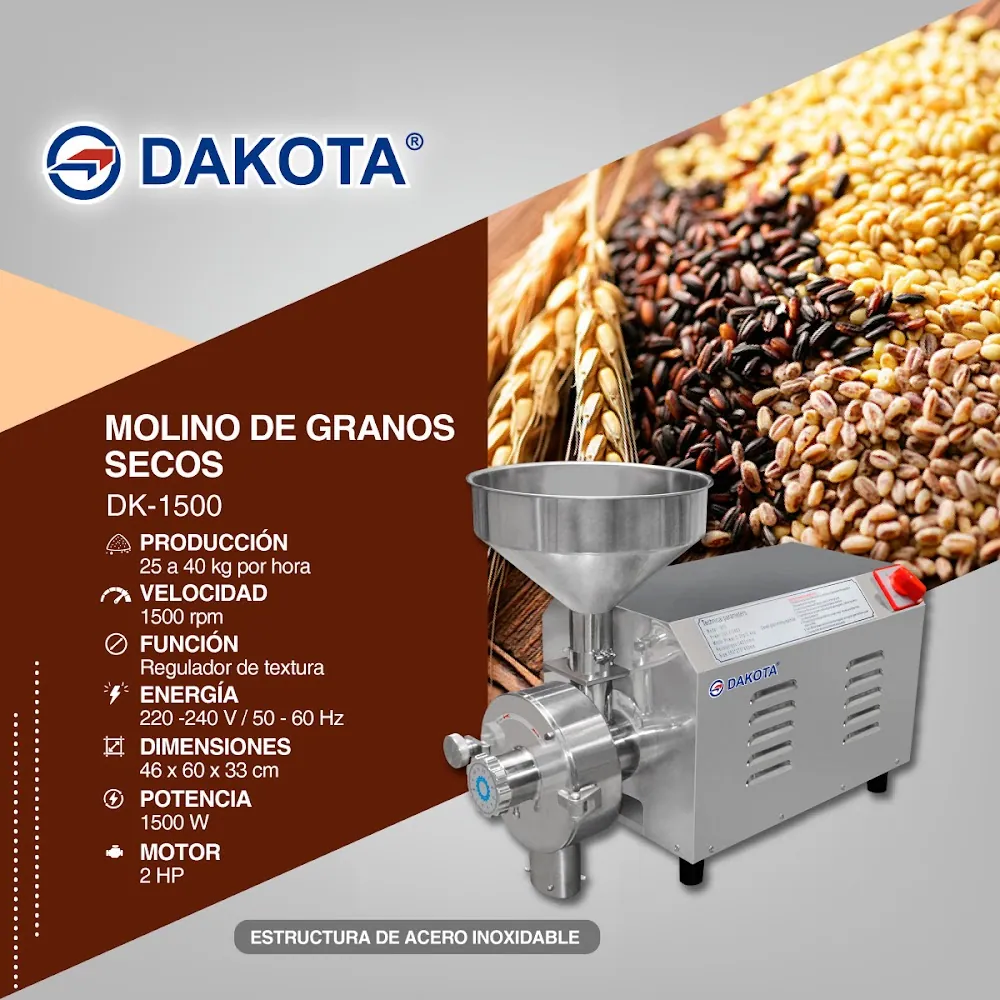 DAKOTA®
MOLINO DE GRANOS
SECOS
DK-1500
PRODUCCIÓN
25 a 40 kg por hora
VELOCIDAD
1500 rpm
FUNCIÓN
Regulador de textura
ENERGÍA
220 -240 V / 50 - 60 Hz
DIMENSIONES
46 x 60 x 33 cm
POTENCIA
1500 W
MOTOR
2 HP
Technical parameters
DAKOTA
ESTRUCTURA DE ACERO INOXIDABLE